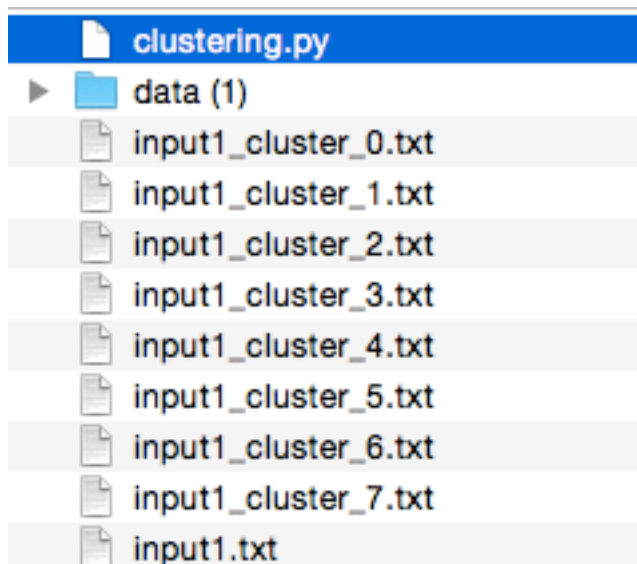 clustering.py
data (1)
input1_cluster_0.txt
input1_cluster_1.txt
input1_cluster_2.txt
input1_cluster_3.txt
input1_cluster_4.txt
input1_cluster_5.txt
input1_cluster_6.txt
input1_cluster_7.txt
input1.txt